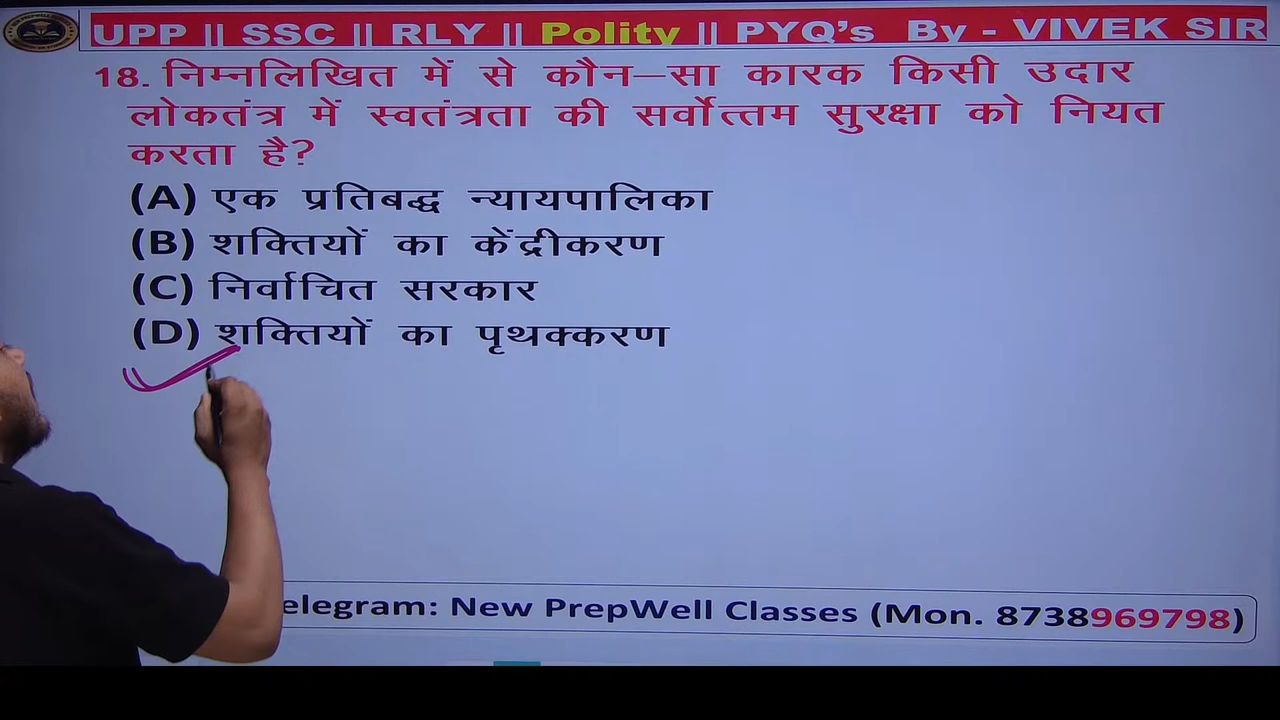 UPP || SSC || RLY || Polity || PYQ’s By - VIVEK SIR
18. निम्नलिखित में से कौन–सा कारक किसी उदार
लोकतंत्र में स्वतंत्रता की सर्वोत्तम सुरक्षा को नियत
करता है?
(A) एक प्रतिबद्ध न्यायपालिका
(B) शक्तियों का केंद्रीकरण
(C) निर्वाचित सरकार
(D) शक्तियों का पृथक्करण
elegram: New PrepWell Classes (Mon. 8738969798)